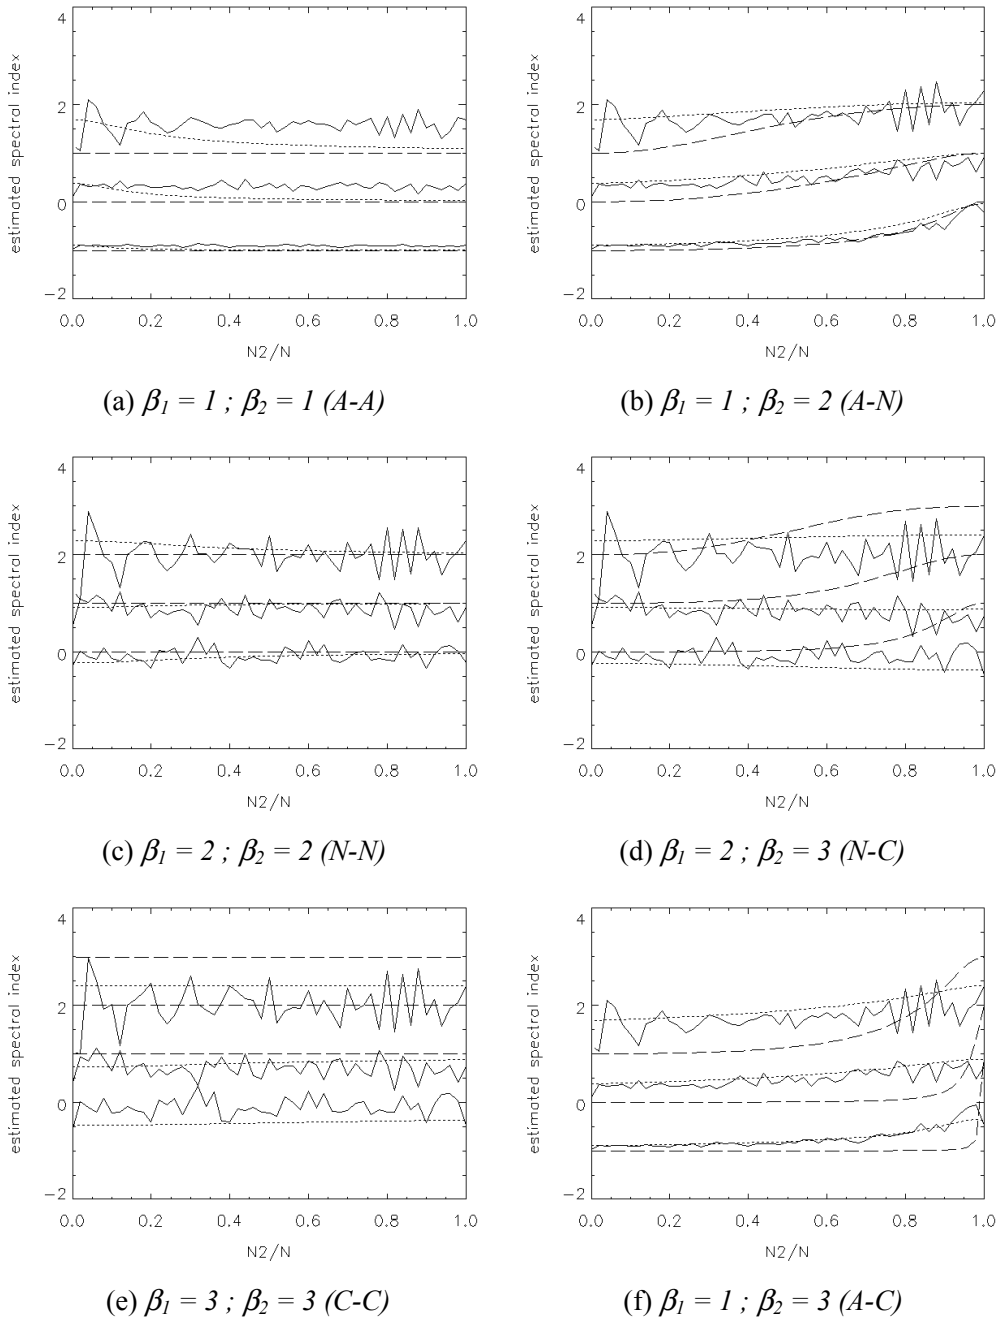 4
2
0
−2
estimated spectral index
0.0 0.2 0.4 0.6 0.8 1.0
N2/N
(a) β1 = 1 ; β2 = 1 (A-A)
4
2
0
−2
estimated spectral index
0.0 0.2 0.4 0.6 0.8 1.0
N2/N
(b) β1 = 1 ; β2 = 2 (A-N)
4
2
0
−2
estimated spectral index
0.0 0.2 0.4 0.6 0.8 1.0
N2/N
(c) β1 = 2 ; β2 = 2 (N-N)
4
2
0
−2
estimated spectral index
0.0 0.2 0.4 0.6 0.8 1.0
N2/N
(d) β1 = 2 ; β2 = 3 (N-C)
4
2
0
−2
estimated spectral index
0.0 0.2 0.4 0.6 0.8 1.0
N2/N
(e) β1 = 3 ; β2 = 3 (C-C)
4
2
0
−2
estimated spectral index
0.0 0.2 0.4 0.6 0.8 1.0
N2/N
(f) β1 = 1 ; β2 = 3 (A-C)